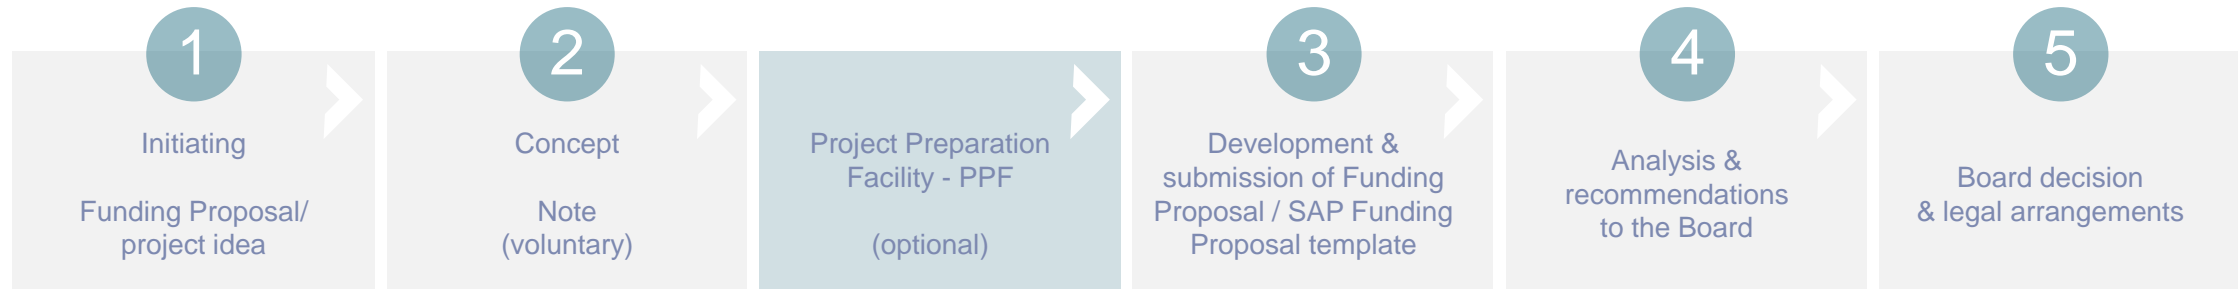 1
Initiating
Funding Proposal/
project idea
2
Concept
Note
(voluntary)
Project Preparation
Facility - PPF
(optional)
3
Development &
submission of Funding
Proposal / SAP Funding
Proposal template
4
Analysis &
recommendations
to the Board
5
Board decision
& legal arrangements